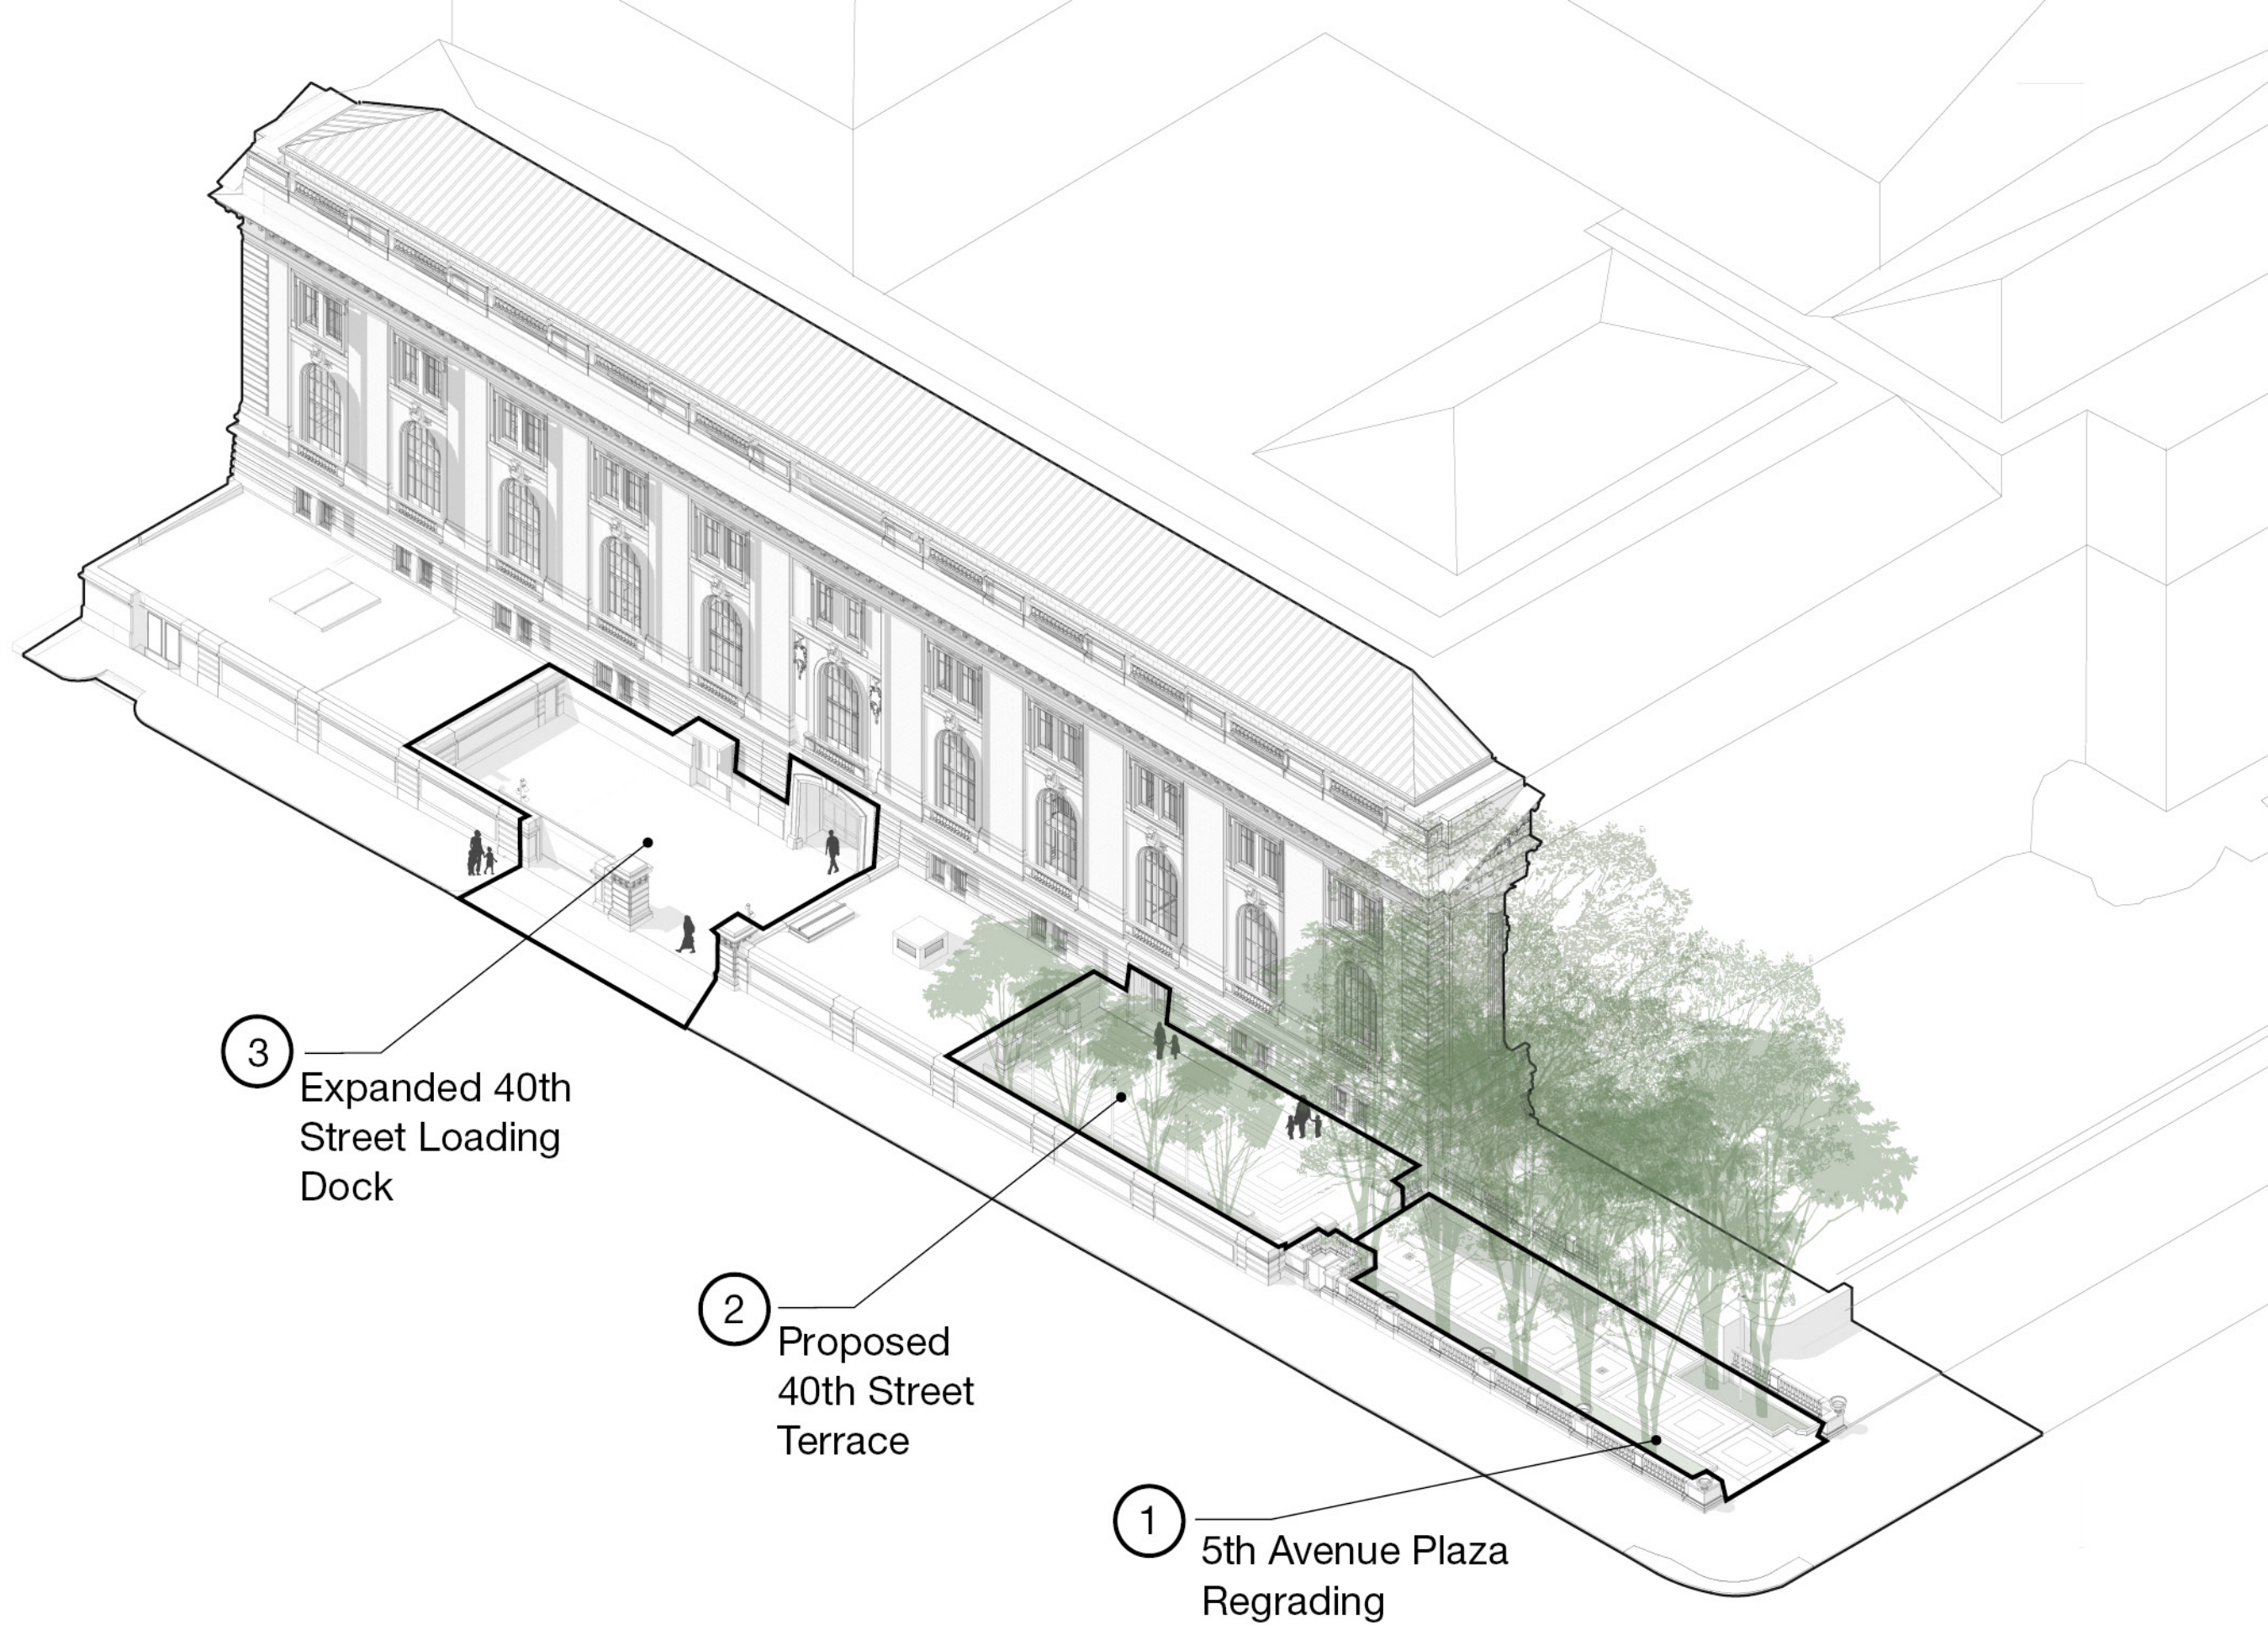 3
Expanded 40th
Street Loading
Dock
2
Proposed
40th Street
Terrace
1
5th Avenue Plaza
Regrading